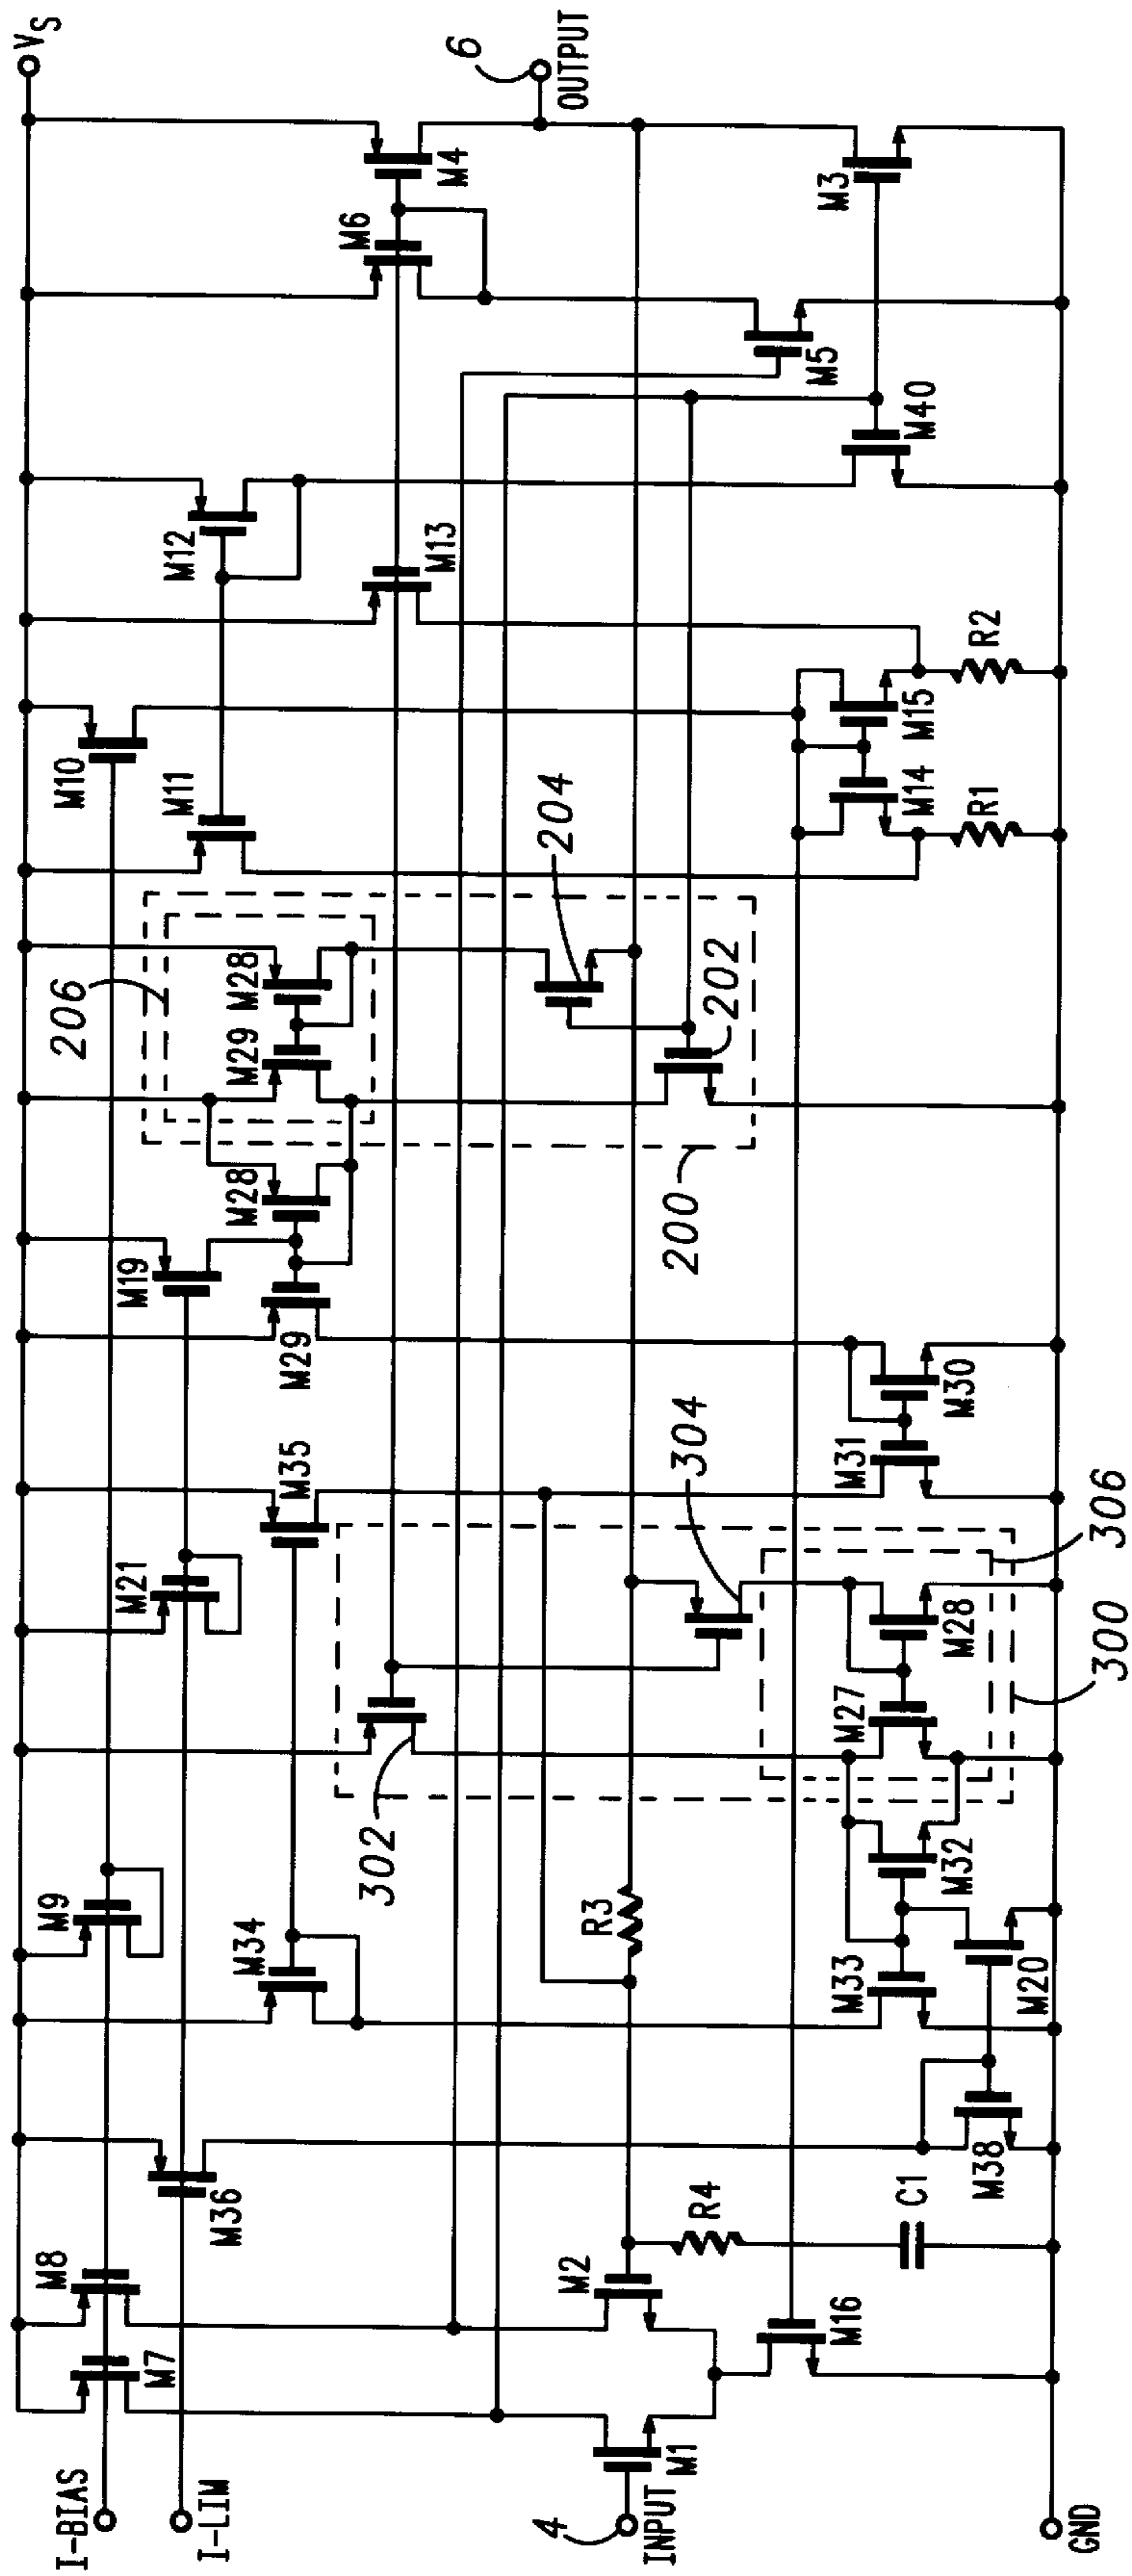 I-BIAS
I-LIM
4
INPUT
GND
M7
M8
M1
M2
M16
M36
R4
C1
M38
M9
M34
R3
M33
M20
M32
302
M21
M35
304
M27
M28
306
300
M31
M30
M19
M29
M28
M29
M28
206
200
202
204
M10
M11
M14
M15
R1
R2
M12
M13
M40
M5
M6
M4
M3
VS
6
OUTPUT